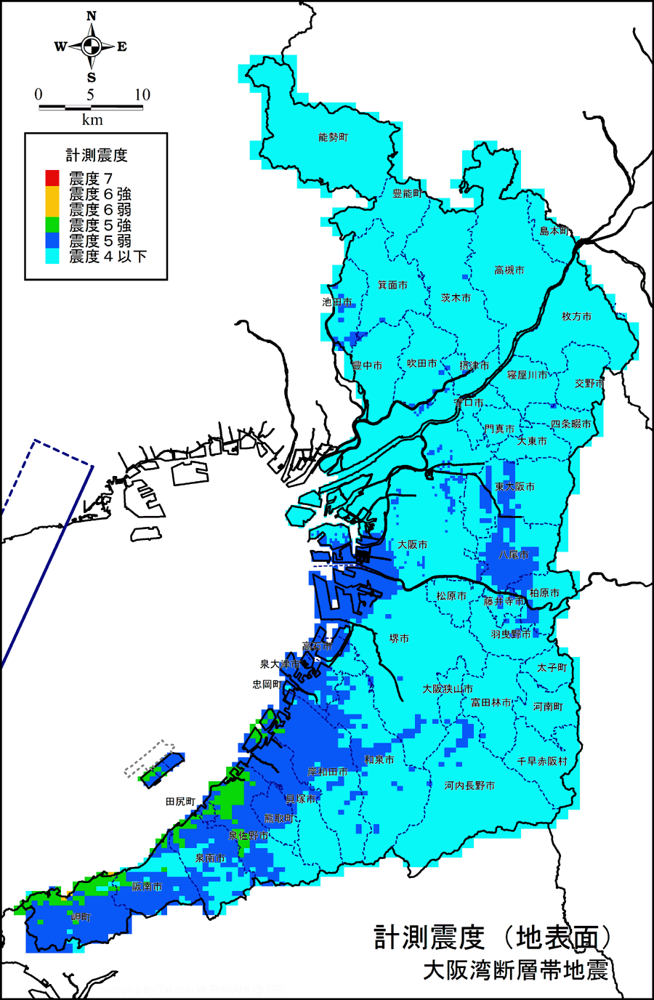 N
W E
S
0 5 10
km
計測震度
震度７
震度６強
震度６弱
震度５強
震度５弱
震度４以下
能勢町
豊能町
島本町
高槻市
箕面市
茨木市
池田市
枚方市
豊中市
吹田市
摂津市
寝屋川市
交野市
守口市
門真市
四条畷市
大東市
東大阪市
大阪市
八尾市
松原市
藤井寺市
柏原市
羽曳野市
堺市
高石市
泉大津市
忠岡町
太子町
大阪狭山市
富田林市
河南町
和泉市
千早赤阪村
岸和田市
河内長野市
貝塚市
田尻町
熊取町
泉佐野市
泉南市
阪南市
岬町
計測震度（地表面）
大阪湾断層帯地震